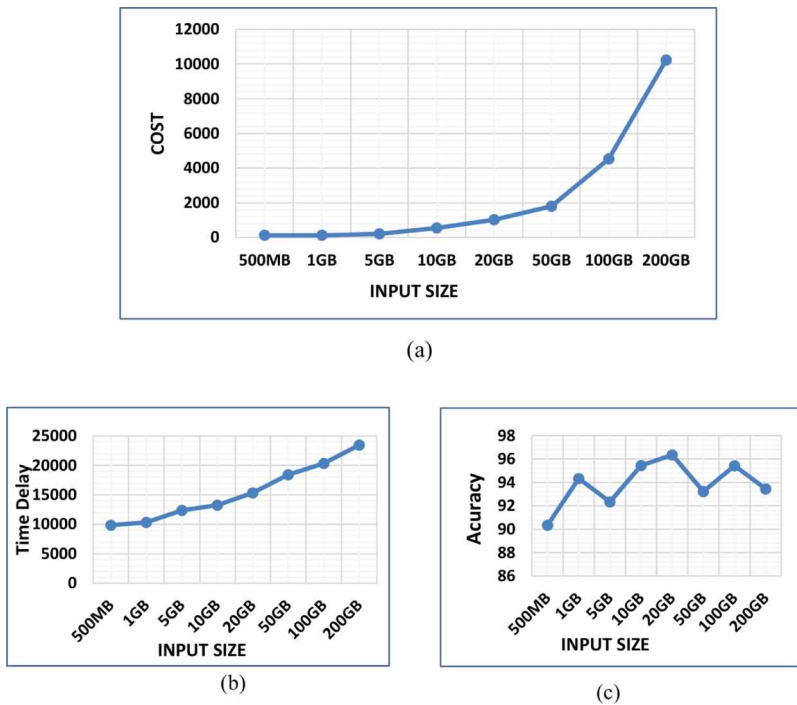 12000
10000
8000
6000
4000
2000
0
COST
500MB 1GB 5GB 10GB 20GB 50GB 100GB 200GB
INPUT SIZE
(a)
25000
20000
15000
10000
5000
0
Time Delay
500MB 1GB 5GB 10GB 20GB 50GB 100GB 200GB
INPUT SIZE
(b)
98
96
94
92
90
88
86
Acuracy
500MB 1GB 5GB 10GB 20GB 50GB 100GB 200GB
INPUT SIZE
(c)